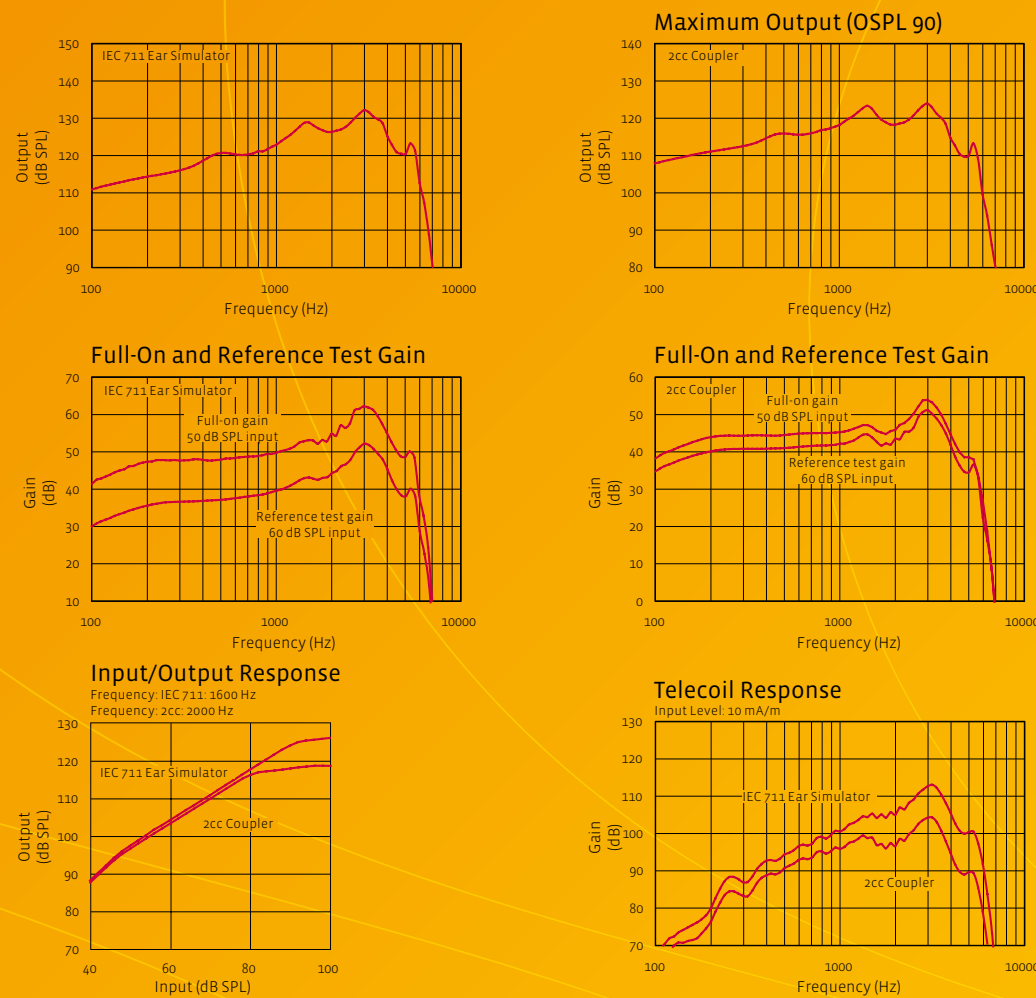 150
IEC 711 Ear Simulator
140
130
120
110
100
90
Output
(dB SPL)
100
1000
10000
Frequency (Hz)
Maximum Output (OSPL 90)
140
2cc Coupler
130
120
110
100
90
80
Output
(dB SPL)
100
1000
10000
Frequency (Hz)
Full-On and Reference Test Gain
70
IEC 711 Ear Simulator
60
Full-on gain
50 dB SPL input
50
40
Reference test gain
60 dB SPL input
30
20
10
Gain
(dB)
100
1000
10000
Frequency (Hz)
Full-On and Reference Test Gain
60
2cc Coupler
Full-on gain
50 dB SPL input
50
40
Reference test gain
60 dB SPL input
30
20
10
0
Gain
(dB)
100
1000
10000
Frequency (Hz)
Input/Output Response
Frequency: IEC 711: 1600 Hz
Frequency: 2cc: 2000 Hz
130
120
IEC 711 Ear Simulator
110
2cc Coupler
100
90
80
70
Output
(dB SPL)
40
60
80
100
Input (dB SPL)
Telecoil Response
Input Level: 10 mA/m
130
120
110
IEC 711 Ear Simulator
100
90
2cc Coupler
80
70
Gain
(dB)
100
1000
10000
Frequency (Hz)